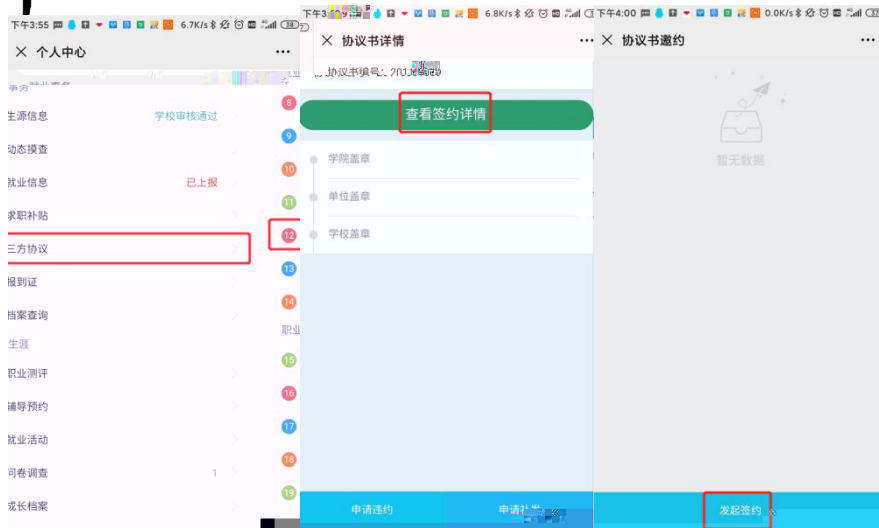 下午3:55 6.7K/s
个人中心
生源信息 学校审核通过
动态摸查
就业信息 已上报
求职补贴
三方协议
报到证
档案查询
生涯
职业测评
辅导预约
就业活动
问卷调查 1
成长档案
8
9
10
11
12
13
14
职业
15
16
17
18
19
6.8K/s
协议书详情
协议书编号:
查看签约详情
学院盖章
单位盖章
学校盖章
申请违约
下午4:00 0.0K/s
协议书邀约
暂无数据
发起签约